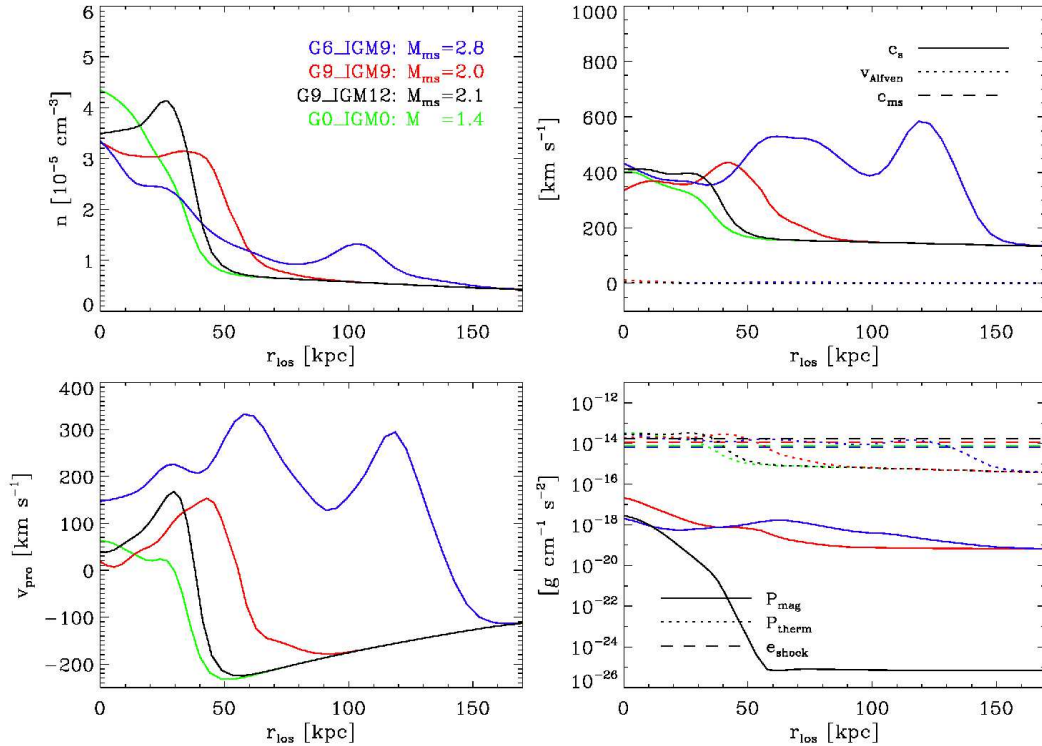 6
5
4
3
2
1
0
n [10⁻⁵ cm⁻³]
G6_IGM9: M_ms=2.8
G9_IGM9: M_ms=2.0
G9_IGM12: M_ms=2.1
G0_IGM0: M =1.4
0 50 100 150
r_los [kpc]
1000
800
600
400
200
0
[km s⁻¹]
c_s
v_Alfven
c_ms
0 50 100 150
r_los [kpc]
400
300
200
100
0
-100
-200
v_pro [km s⁻¹]
0 50 100 150
r_los [kpc]
10⁻¹²
10⁻¹⁴
10⁻¹⁶
10⁻¹⁸
10⁻²⁰
10⁻²²
10⁻²⁴
10⁻²⁶
[g cm⁻¹ s⁻²]
P_mag
P_therm
e_shock
0 50 100 150
r_los [kpc]